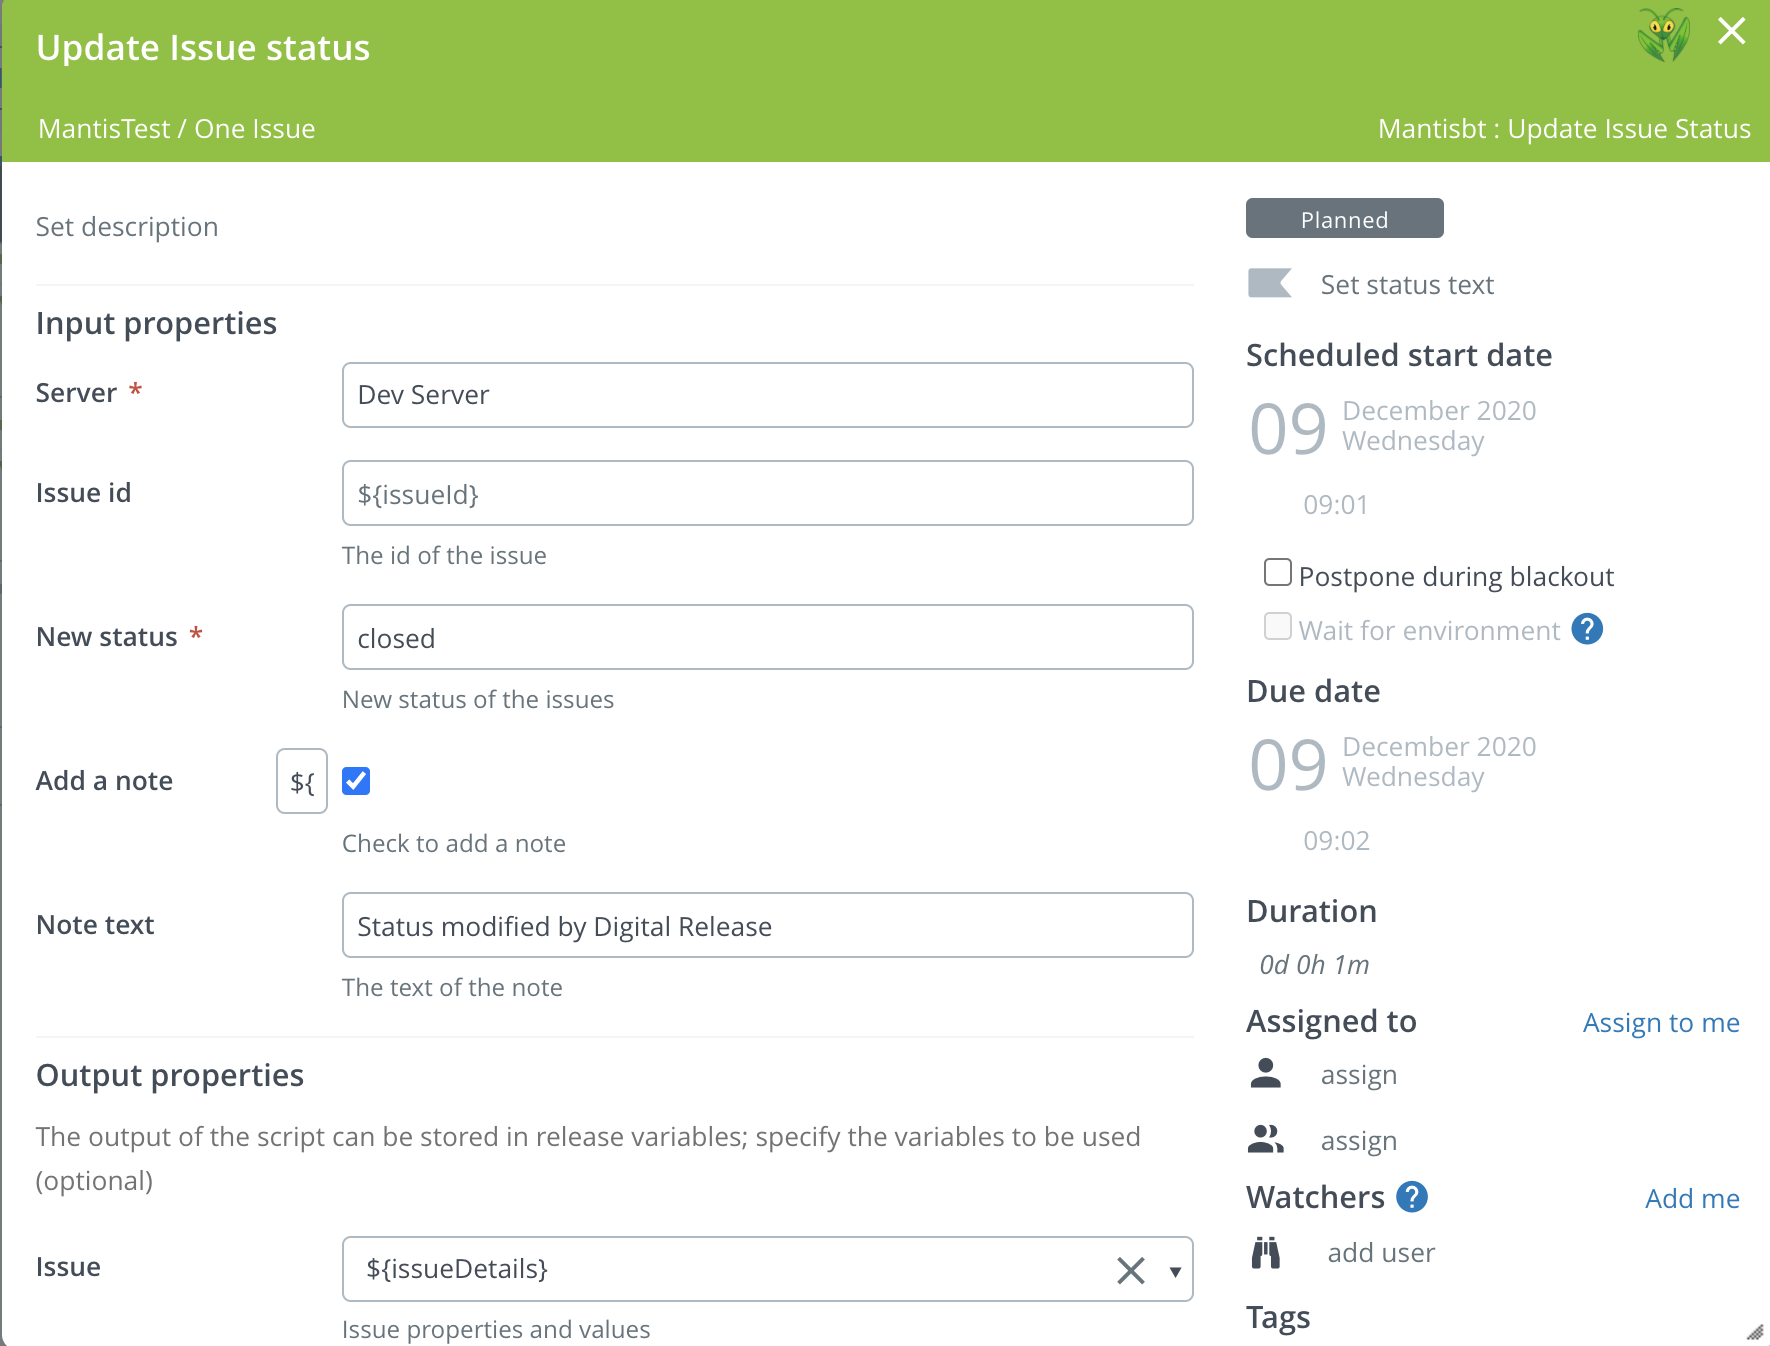 Update Issue status
MantisTest / One Issue
Mantisbt : Update Issue Status
Set description
Input properties
Server *
Dev Server
Issue id
${issueId}
The id of the issue
New status *
closed
New status of the issues
Add a note
${
Check to add a note
Note text
Status modified by Digital Release
The text of the note
Output properties
The output of the script can be stored in release variables; specify the variables to be used
(optional)
Issue
${issueDetails}
Issue properties and values
Planned
Set status text
Scheduled start date
09
December 2020
Wednesday
09:01
Postpone during blackout
Wait for environment ?
Due date
09
December 2020
Wednesday
09:02
Duration
0d 0h 1m
Assigned to
Assign to me
assign
assign
Watchers ?
Add me
add user
Tags